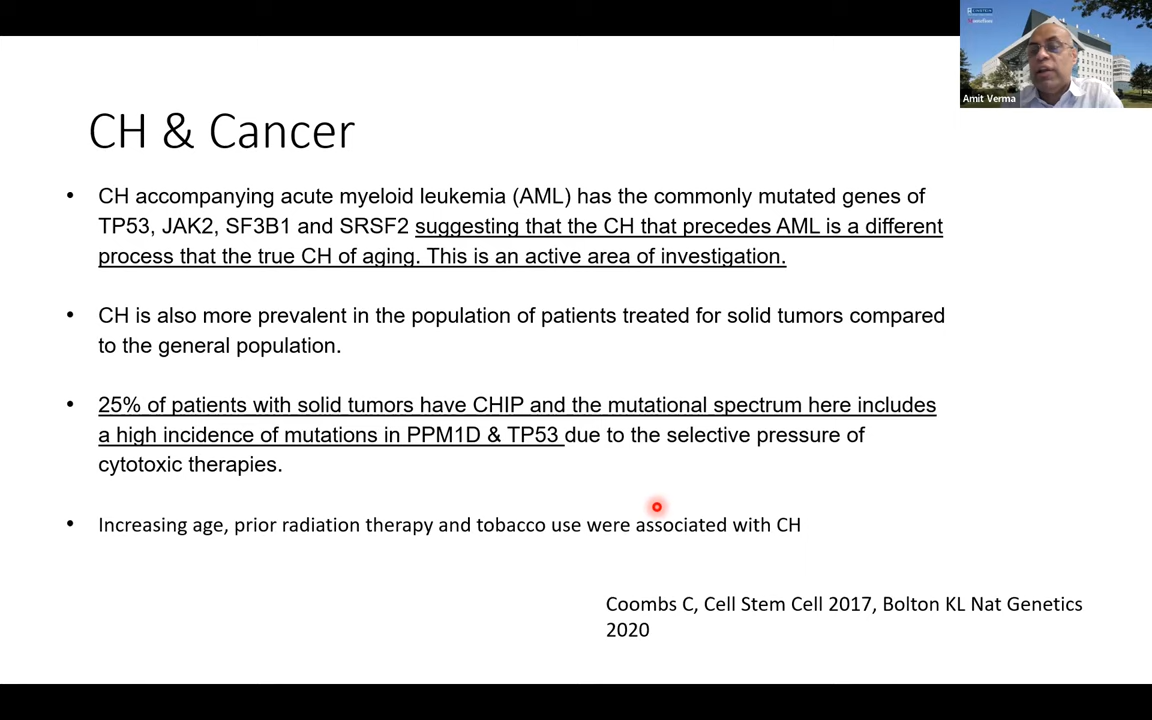 EINSTEIN
Amit Verma
CH & Cancer
• CH accompanying acute myeloid leukemia (AML) has the commonly mutated genes of
TP53, JAK2, SF3B1 and SRSF2 suggesting that the CH that precedes AML is a different
process that the true CH of aging. This is an active area of investigation.
• CH is also more prevalent in the population of patients treated for solid tumors compared
to the general population.
• 25% of patients with solid tumors have CHIP and the mutational spectrum here includes
a high incidence of mutations in PPM1D & TP53 due to the selective pressure of
cytotoxic therapies.
• Increasing age, prior radiation therapy and tobacco use were associated with CH
Coombs C, Cell Stem Cell 2017, Bolton KL Nat Genetics
2020